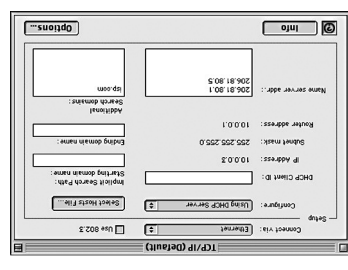 TCP/IP (Default)
Connect via: Ethernet
Use 802.3
Setup
Configure: Using DHCP Server
Select Hosts File...
DHCP Client ID:
Implicit Search Path:
Starting domain name:
IP Address: 10.0.0.2
Subnet mask: 255.255.255.0
Ending domain name:
Router address: 10.0.0.1
Additional
Search domains:
Name server addr.: 206.81.80.1
206.81.80.5
isp.com
Info
Options...